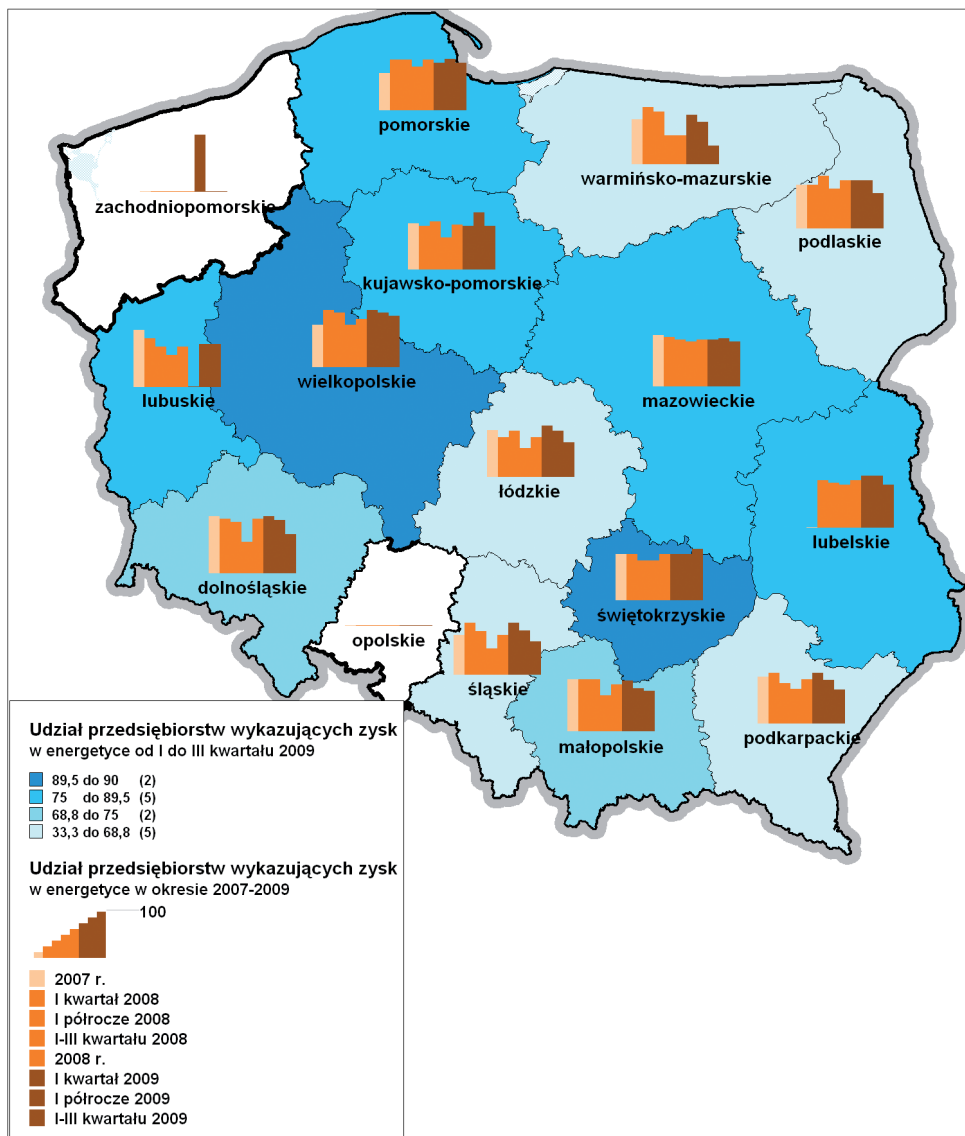 pomorskie
warmińsko-mazurskie
zachodniopomorskie
podlaskie
kujawsko-pomorskie
wielkopolskie
lubuskie
mazowieckie
łódzkie
lubelskie
dolnośląskie
świętokrzyskie
opolskie
śląskie
małopolskie
podkarpackie
Udział przedsiębiorstw wykazujących zysk
w energetyce od I do III kwartału 2009
89,5 do 90 (2)
75 do 89,5 (5)
68,8 do 75 (2)
33,3 do 68,8 (5)
Udział przedsiębiorstw wykazujących zysk
w energetyce w okresie 2007-2009
100
2007 r.
I kwartał 2008
I półrocze 2008
I-III kwartału 2008
2008 r.
I kwartał 2009
I półrocze 2009
I-III kwartału 2009